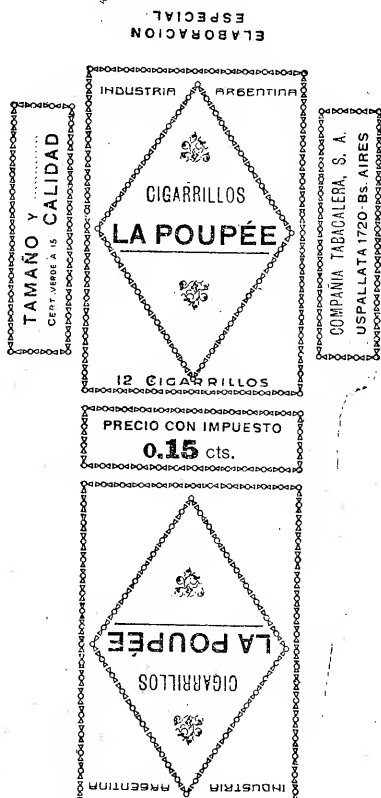 ELABORACION
ESPECIAL
INDUSTRIA ARGENTINA
CIGARRILLOS
LA POUPÉE
12 CIGARRILLOS
TAMAÑO Y CALIDAD
CERT. VERDE A 15
COMPAÑIA TABACALERA, S. A.
USPALLATA 1720 - Bs. AIRES
PRECIO CON IMPUESTO
0.15 cts.
INDUSTRIA ARGENTINA
CIGARRILLOS
LA POUPÉE